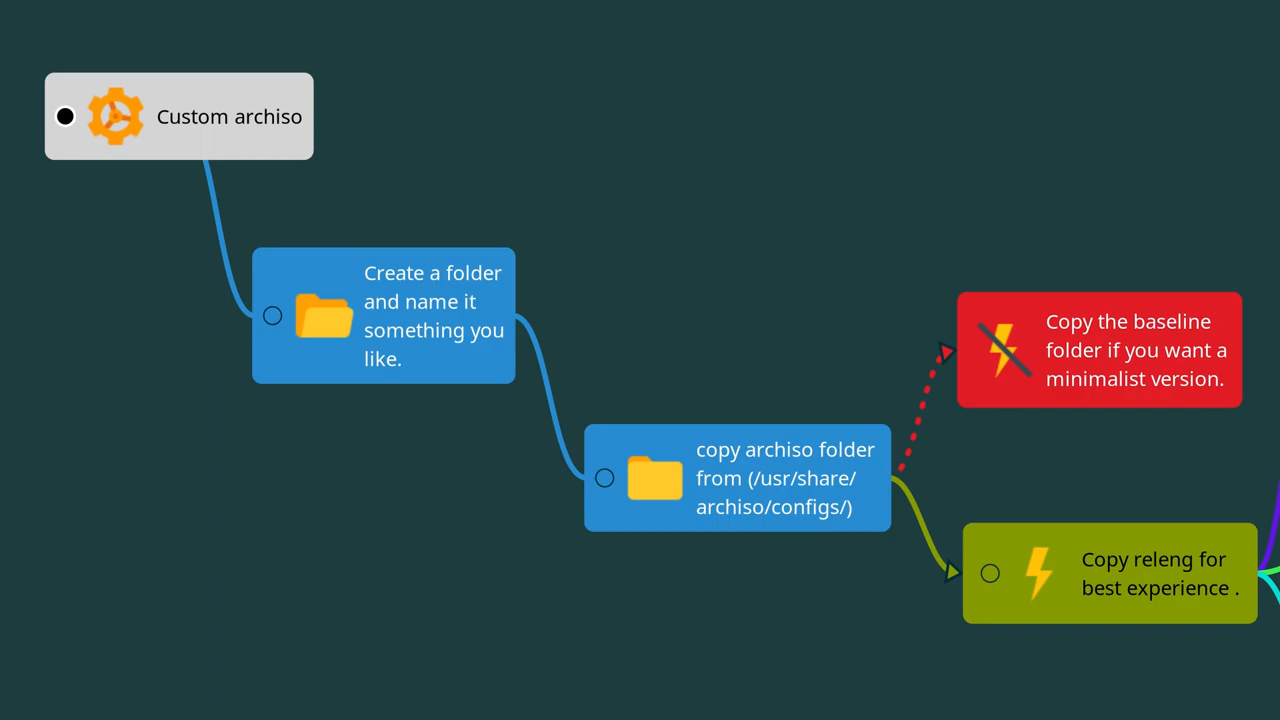 Custom archiso
Create a folder
and name it
something you
like.
copy archiso folder
from (/usr/share/
archiso/configs/)
Copy the baseline
folder if you want a
minimalist version.
Copy releng for
best experience .